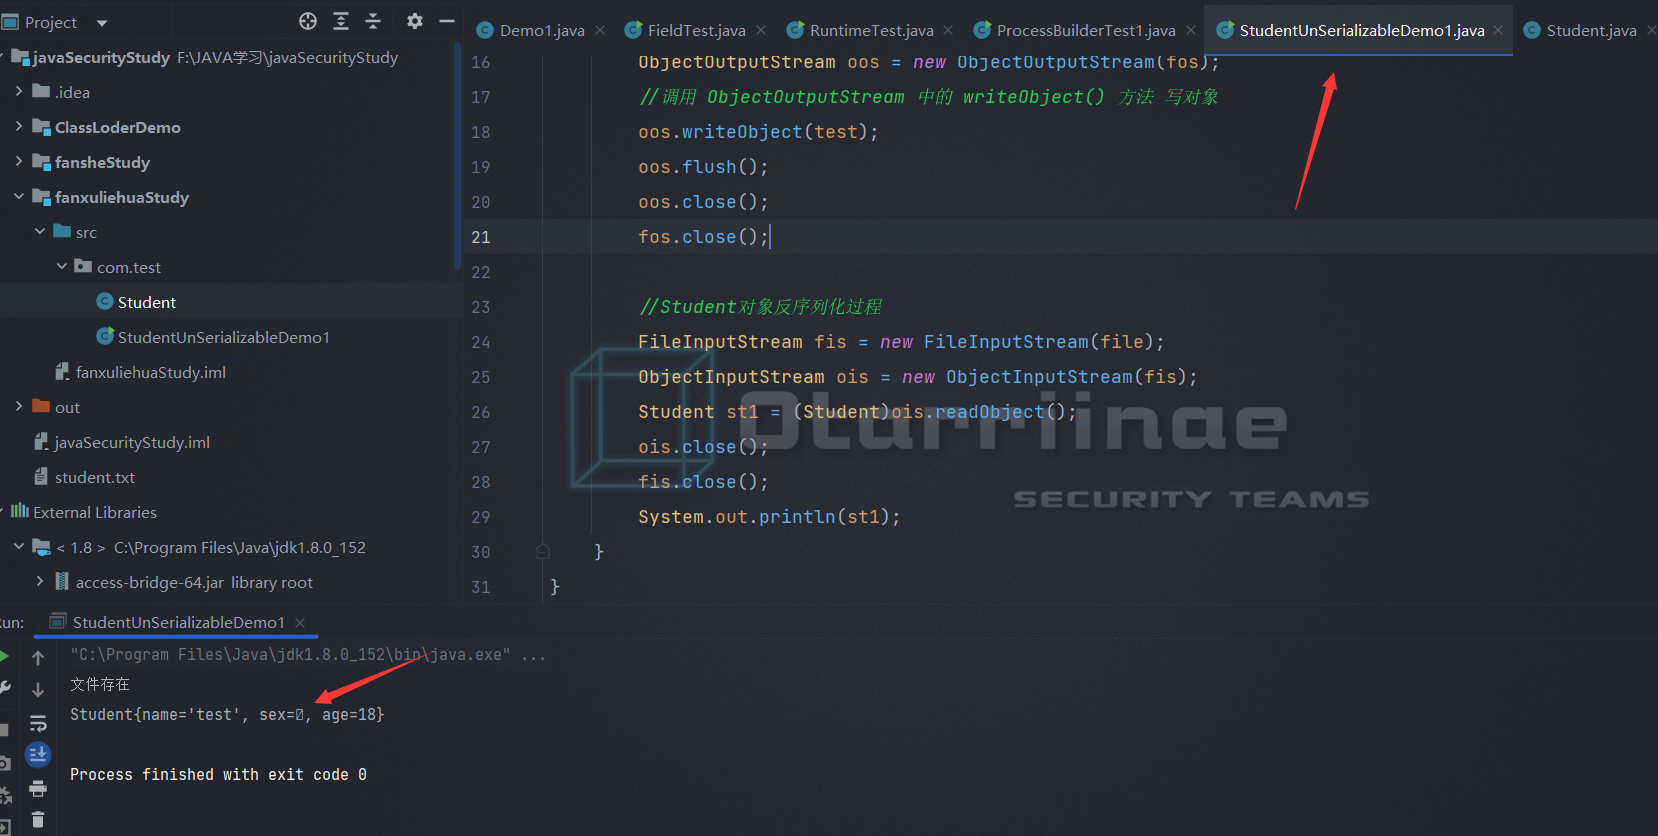 Project
Demo1.java
FieldTest.java
RuntimeTest.java
ProcessBuilderTest1.java
StudentUnSerializableDemo1.java
Student.java
javaSecurityStudy F:\JAVA学习\javaSecurityStudy
.idea
ClassLoderDemo
fansheStudy
fanxuliehuaStudy
src
com.test
Student
StudentUnSerializableDemo1
fanxuliehuaStudy.iml
out
javaSecurityStudy.iml
student.txt
External Libraries
< 1.8 > C:\Program Files\Java\jdk1.8.0_152
access-bridge-64.jar library root
16 ObjectOutputStream oos = new ObjectOutputStream(fos);
17 //调用 ObjectOutputStream 中的 writeObject() 方法 写对象
18 oos.writeObject(test);
19 oos.flush();
20 oos.close();
21 fos.close();
22
23 //Student对象反序列化过程
24 FileInputStream fis = new FileInputStream(file);
25 ObjectInputStream ois = new ObjectInputStream(fis);
26 Student st1 = (Student)ois.readObject();
27 ois.close();
28 fis.close();
29 System.out.println(st1);
30 }
31 }
Otarriinae
SECURITY TEAMS
un: StudentUnSerializableDemo1
"C:\Program Files\Java\jdk1.8.0_152\bin\java.exe" ...
文件存在
Student{name='test', sex=, age=18}
Process finished with exit code 0